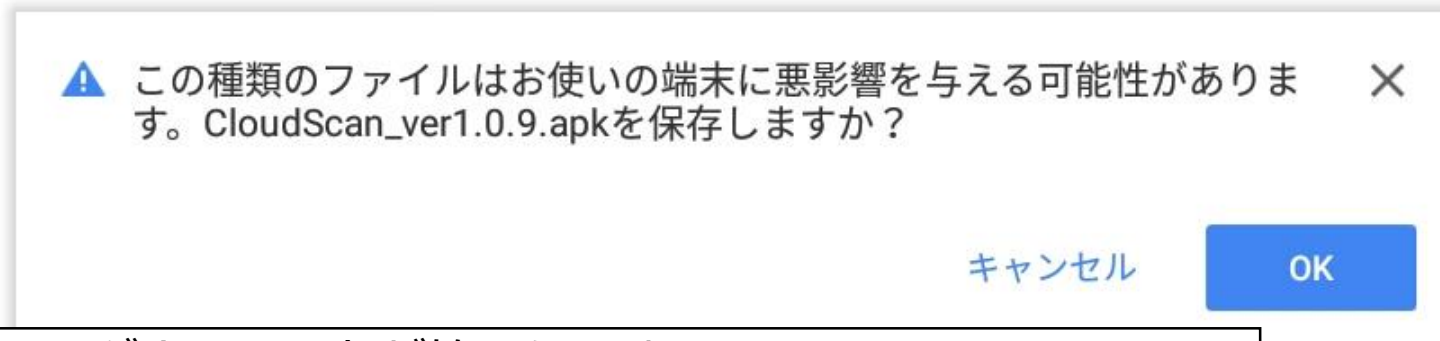 この種類のファイルはお使いの端末に悪影響を与える可能性がありま
す。CloudScan_ver1.0.9.apkを保存しますか？
キャンセル
OK